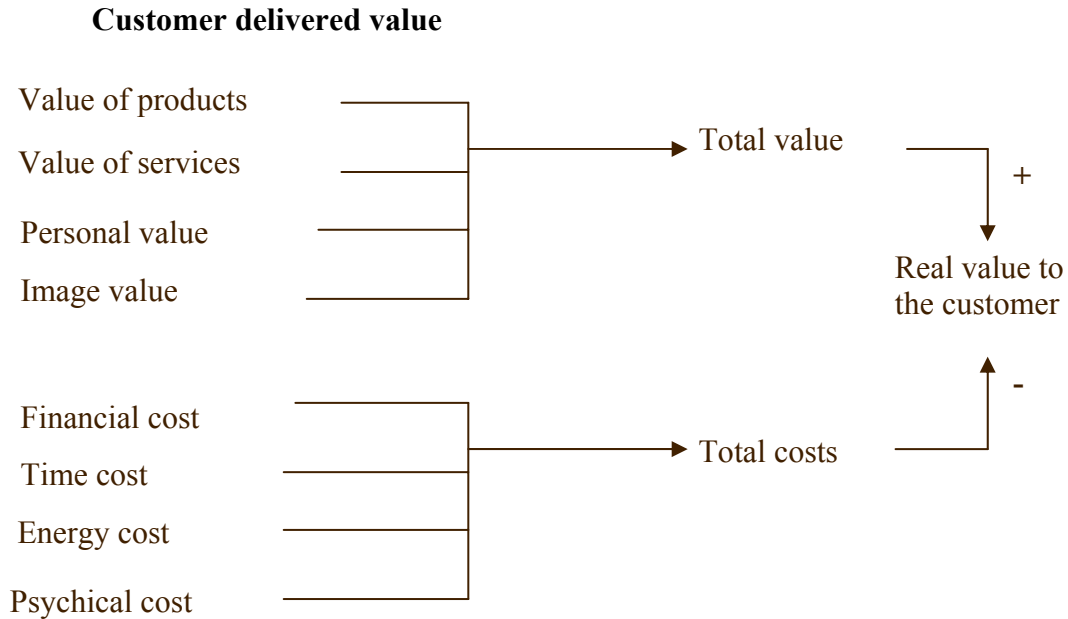 Customer delivered value
Value of products
Value of services
Personal value
Image value
Total value
+
Real value to
the customer
-
Financial cost
Time cost
Energy cost
Psychical cost
Total costs